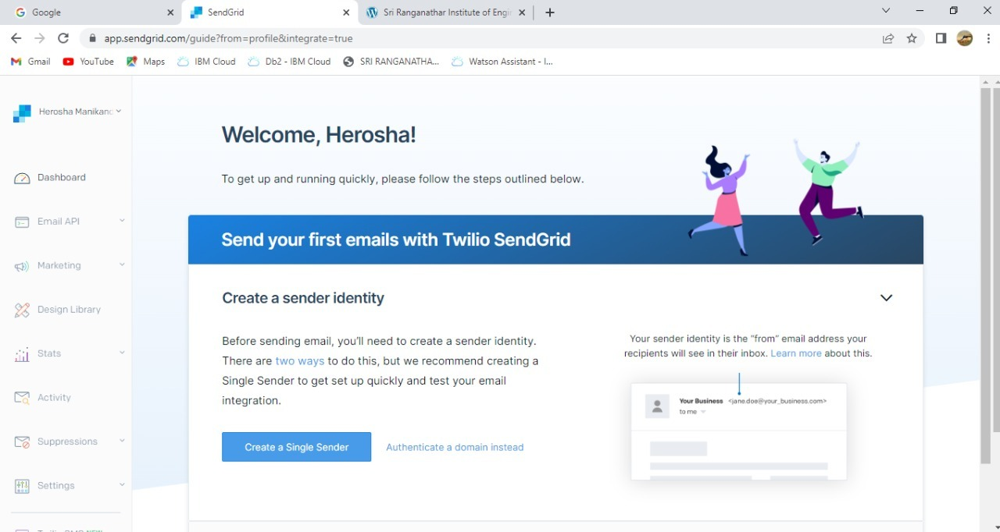 Google
SendGrid
Sri Ranganathar Institute of Engi
app.sendgrid.com/guide?from=profile&integrate=true
Gmail
YouTube
Maps
IBM Cloud
Db2 - IBM Cloud
SRI RANGANATHA...
Watson Assistant - I...
Herosha Manikand
Dashboard
Email API
Marketing
Design Library
Stats
Activity
Suppressions
Settings
Welcome, Herosha!
To get up and running quickly, please follow the steps outlined below.
Send your first emails with Twilio SendGrid
Create a sender identity
Before sending email, you'll need to create a sender identity.
There are two ways to do this, but we recommend creating a
Single Sender to get set up quickly and test your email
integration.
Create a Single Sender
Authenticate a domain instead
Your sender identity is the "from" email address your
recipients will see in their inbox. Learn more about this.
Your Business <jane.doe@your_business.com>
to me